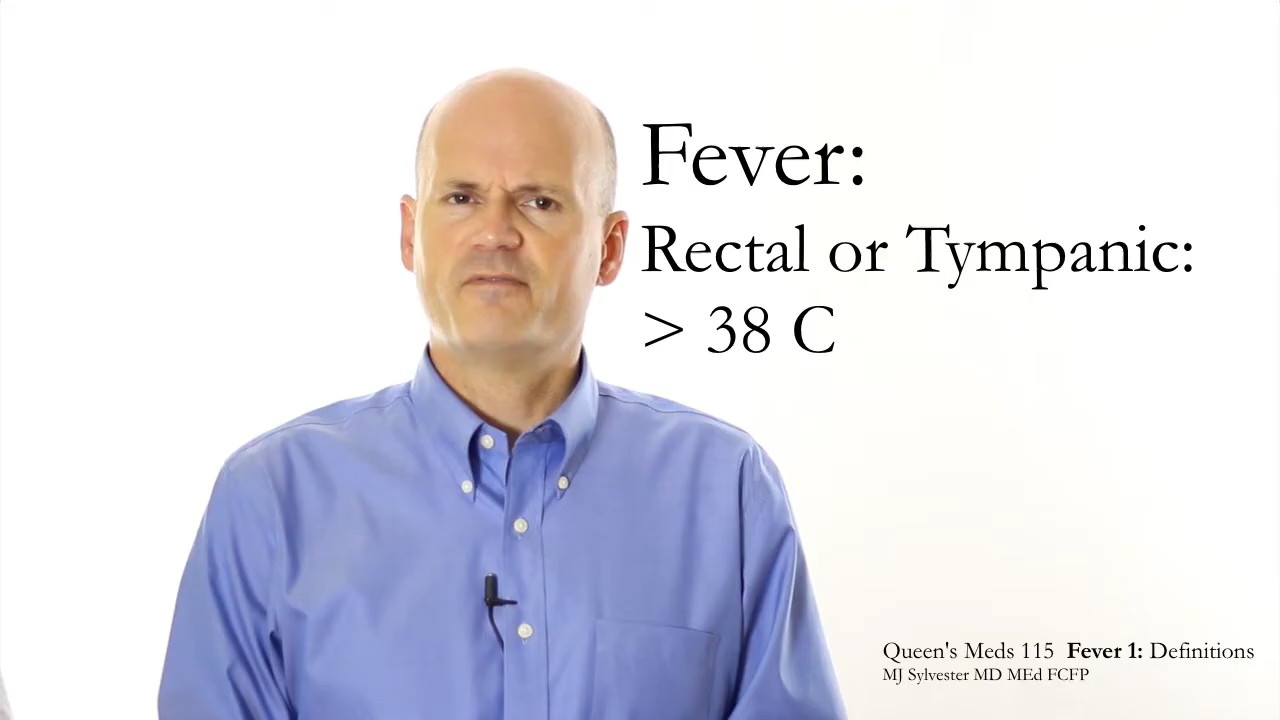 Fever:
Rectal or Tympanic:
> 38 C
Queen's Meds 115 Fever 1: Definitions
MJ Sylvester MD MEd FCFP